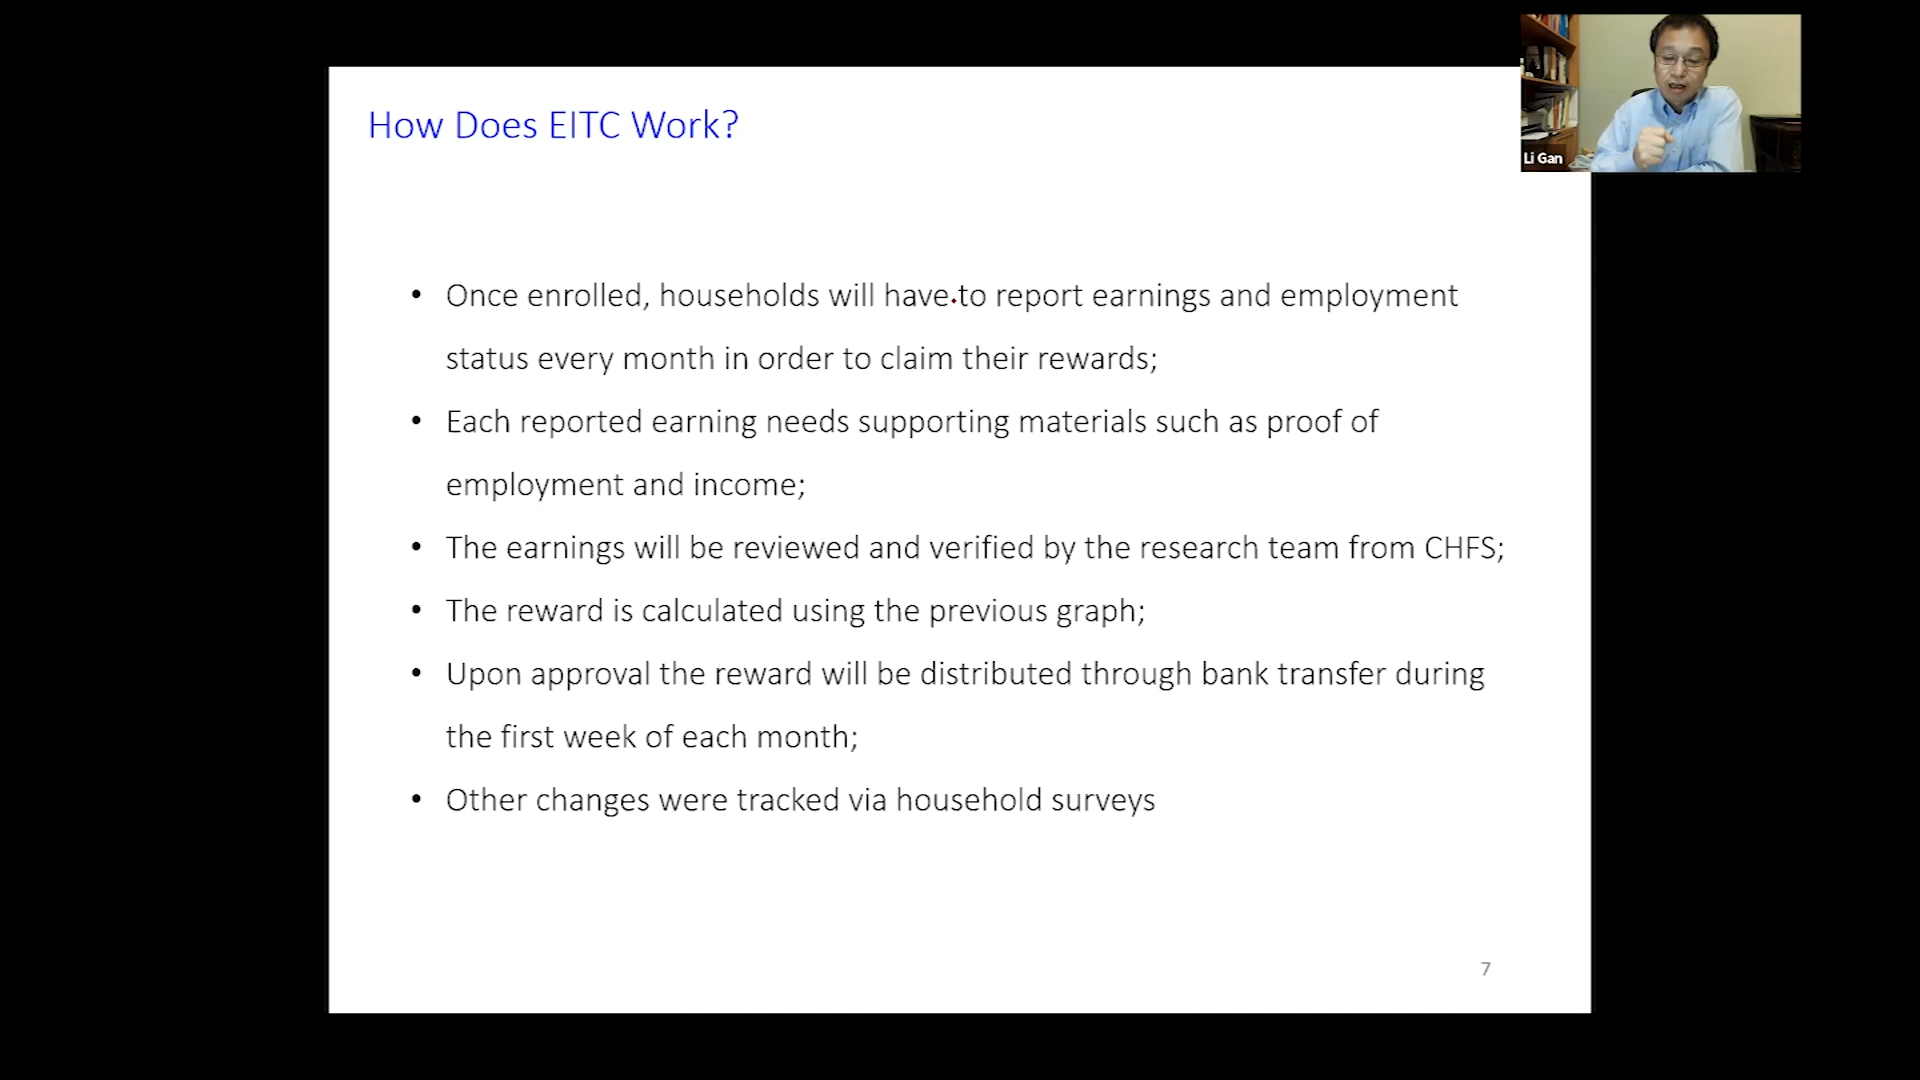 How Does EITC Work?
Li Gan
• Once enrolled, households will have to report earnings and employment
status every month in order to claim their rewards;
• Each reported earning needs supporting materials such as proof of
employment and income;
• The earnings will be reviewed and verified by the research team from CHFS;
• The reward is calculated using the previous graph;
• Upon approval the reward will be distributed through bank transfer during
the first week of each month;
• Other changes were tracked via household surveys
7